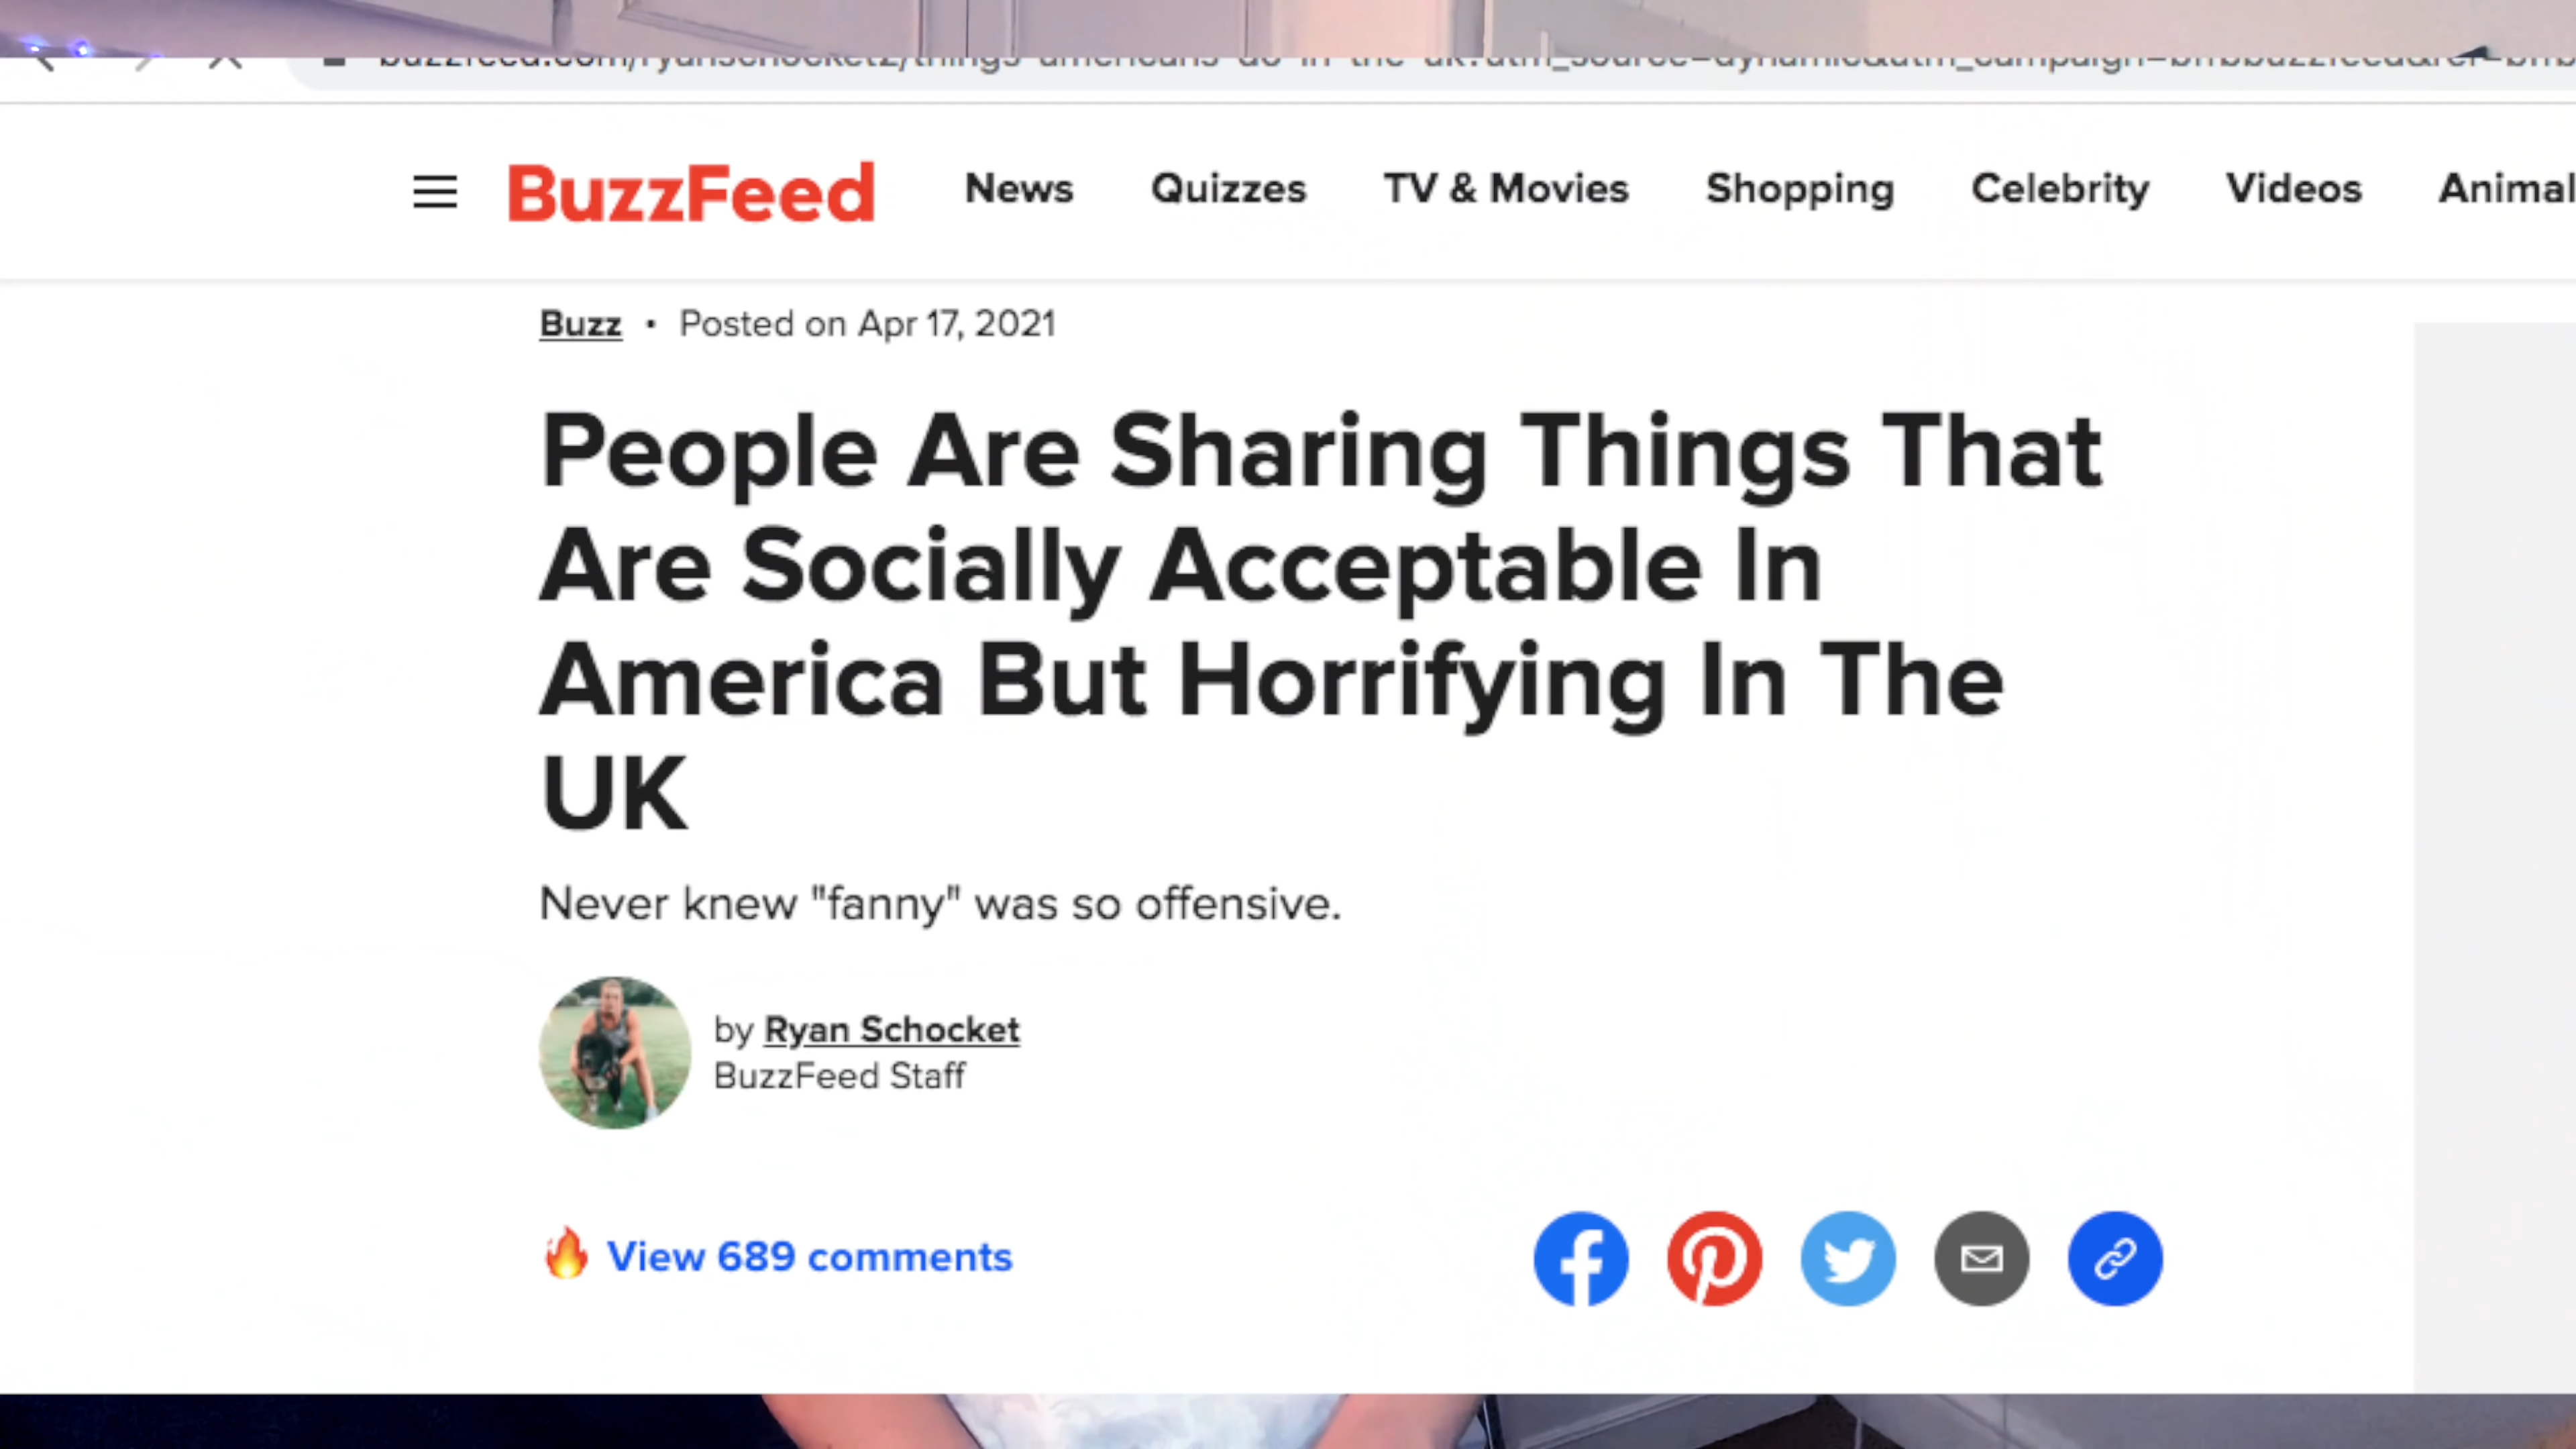 BuzzFeed News Quizzes TV & Movies Shopping Celebrity Videos Animal
Buzz • Posted on Apr 17, 2021
People Are Sharing Things That
Are Socially Acceptable In
America But Horrifying In The
UK
Never knew "fanny" was so offensive.
by Ryan Schocket
BuzzFeed Staff
View 689 comments